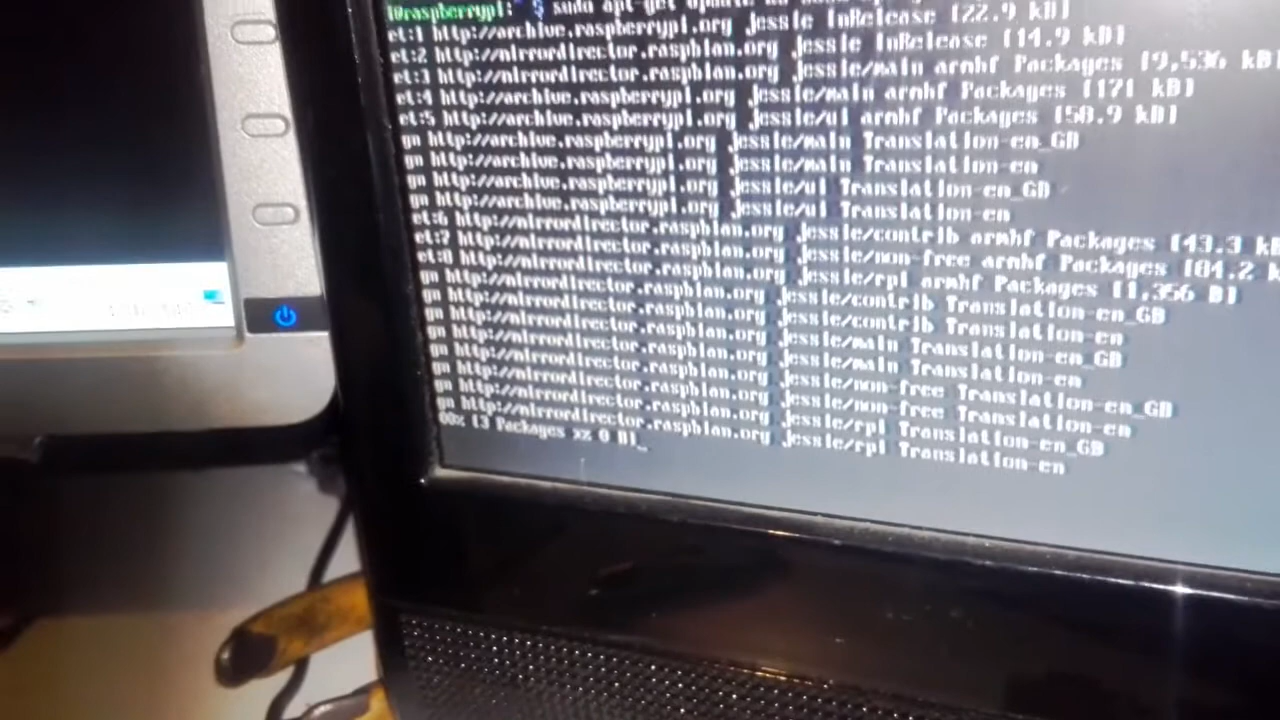 @raspberrypi: ~ $ sudo apt-get update
et:1 http://archive.raspberrypi.org jessie InRelease [22.9 kB]
et:2 http://mirrordirector.raspbian.org jessie InRelease [14.9 kB]
et:3 http://mirrordirector.raspbian.org jessie/main armhf Packages [9,536 kB]
et:4 http://archive.raspberrypi.org jessie/main armhf Packages [171 kB]
et:5 http://archive.raspberrypi.org jessie/ui armhf Packages [58.9 kB]
gn http://archive.raspberrypi.org jessie/main Translation-en_GB
gn http://archive.raspberrypi.org jessie/main Translation-en
gn http://archive.raspberrypi.org jessie/ui Translation-en_GB
gn http://archive.raspberrypi.org jessie/ui Translation-en
et:6 http://mirrordirector.raspbian.org jessie/contrib armhf Packages [43.3 kB
et:7 http://mirrordirector.raspbian.org jessie/non-free armhf Packages [84.2 k
et:8 http://mirrordirector.raspbian.org jessie/rpi armhf Packages [1,356 B]
gn http://mirrordirector.raspbian.org jessie/contrib Translation-en_GB
gn http://mirrordirector.raspbian.org jessie/contrib Translation-en
gn http://mirrordirector.raspbian.org jessie/main Translation-en_GB
gn http://mirrordirector.raspbian.org jessie/main Translation-en
gn http://mirrordirector.raspbian.org jessie/non-free Translation-en_GB
gn http://mirrordirector.raspbian.org jessie/non-free Translation-en
gn http://mirrordirector.raspbian.org jessie/rpi Translation-en_GB
gn http://mirrordirector.raspbian.org jessie/rpi Translation-en
[3 Packages xz 0 B]_